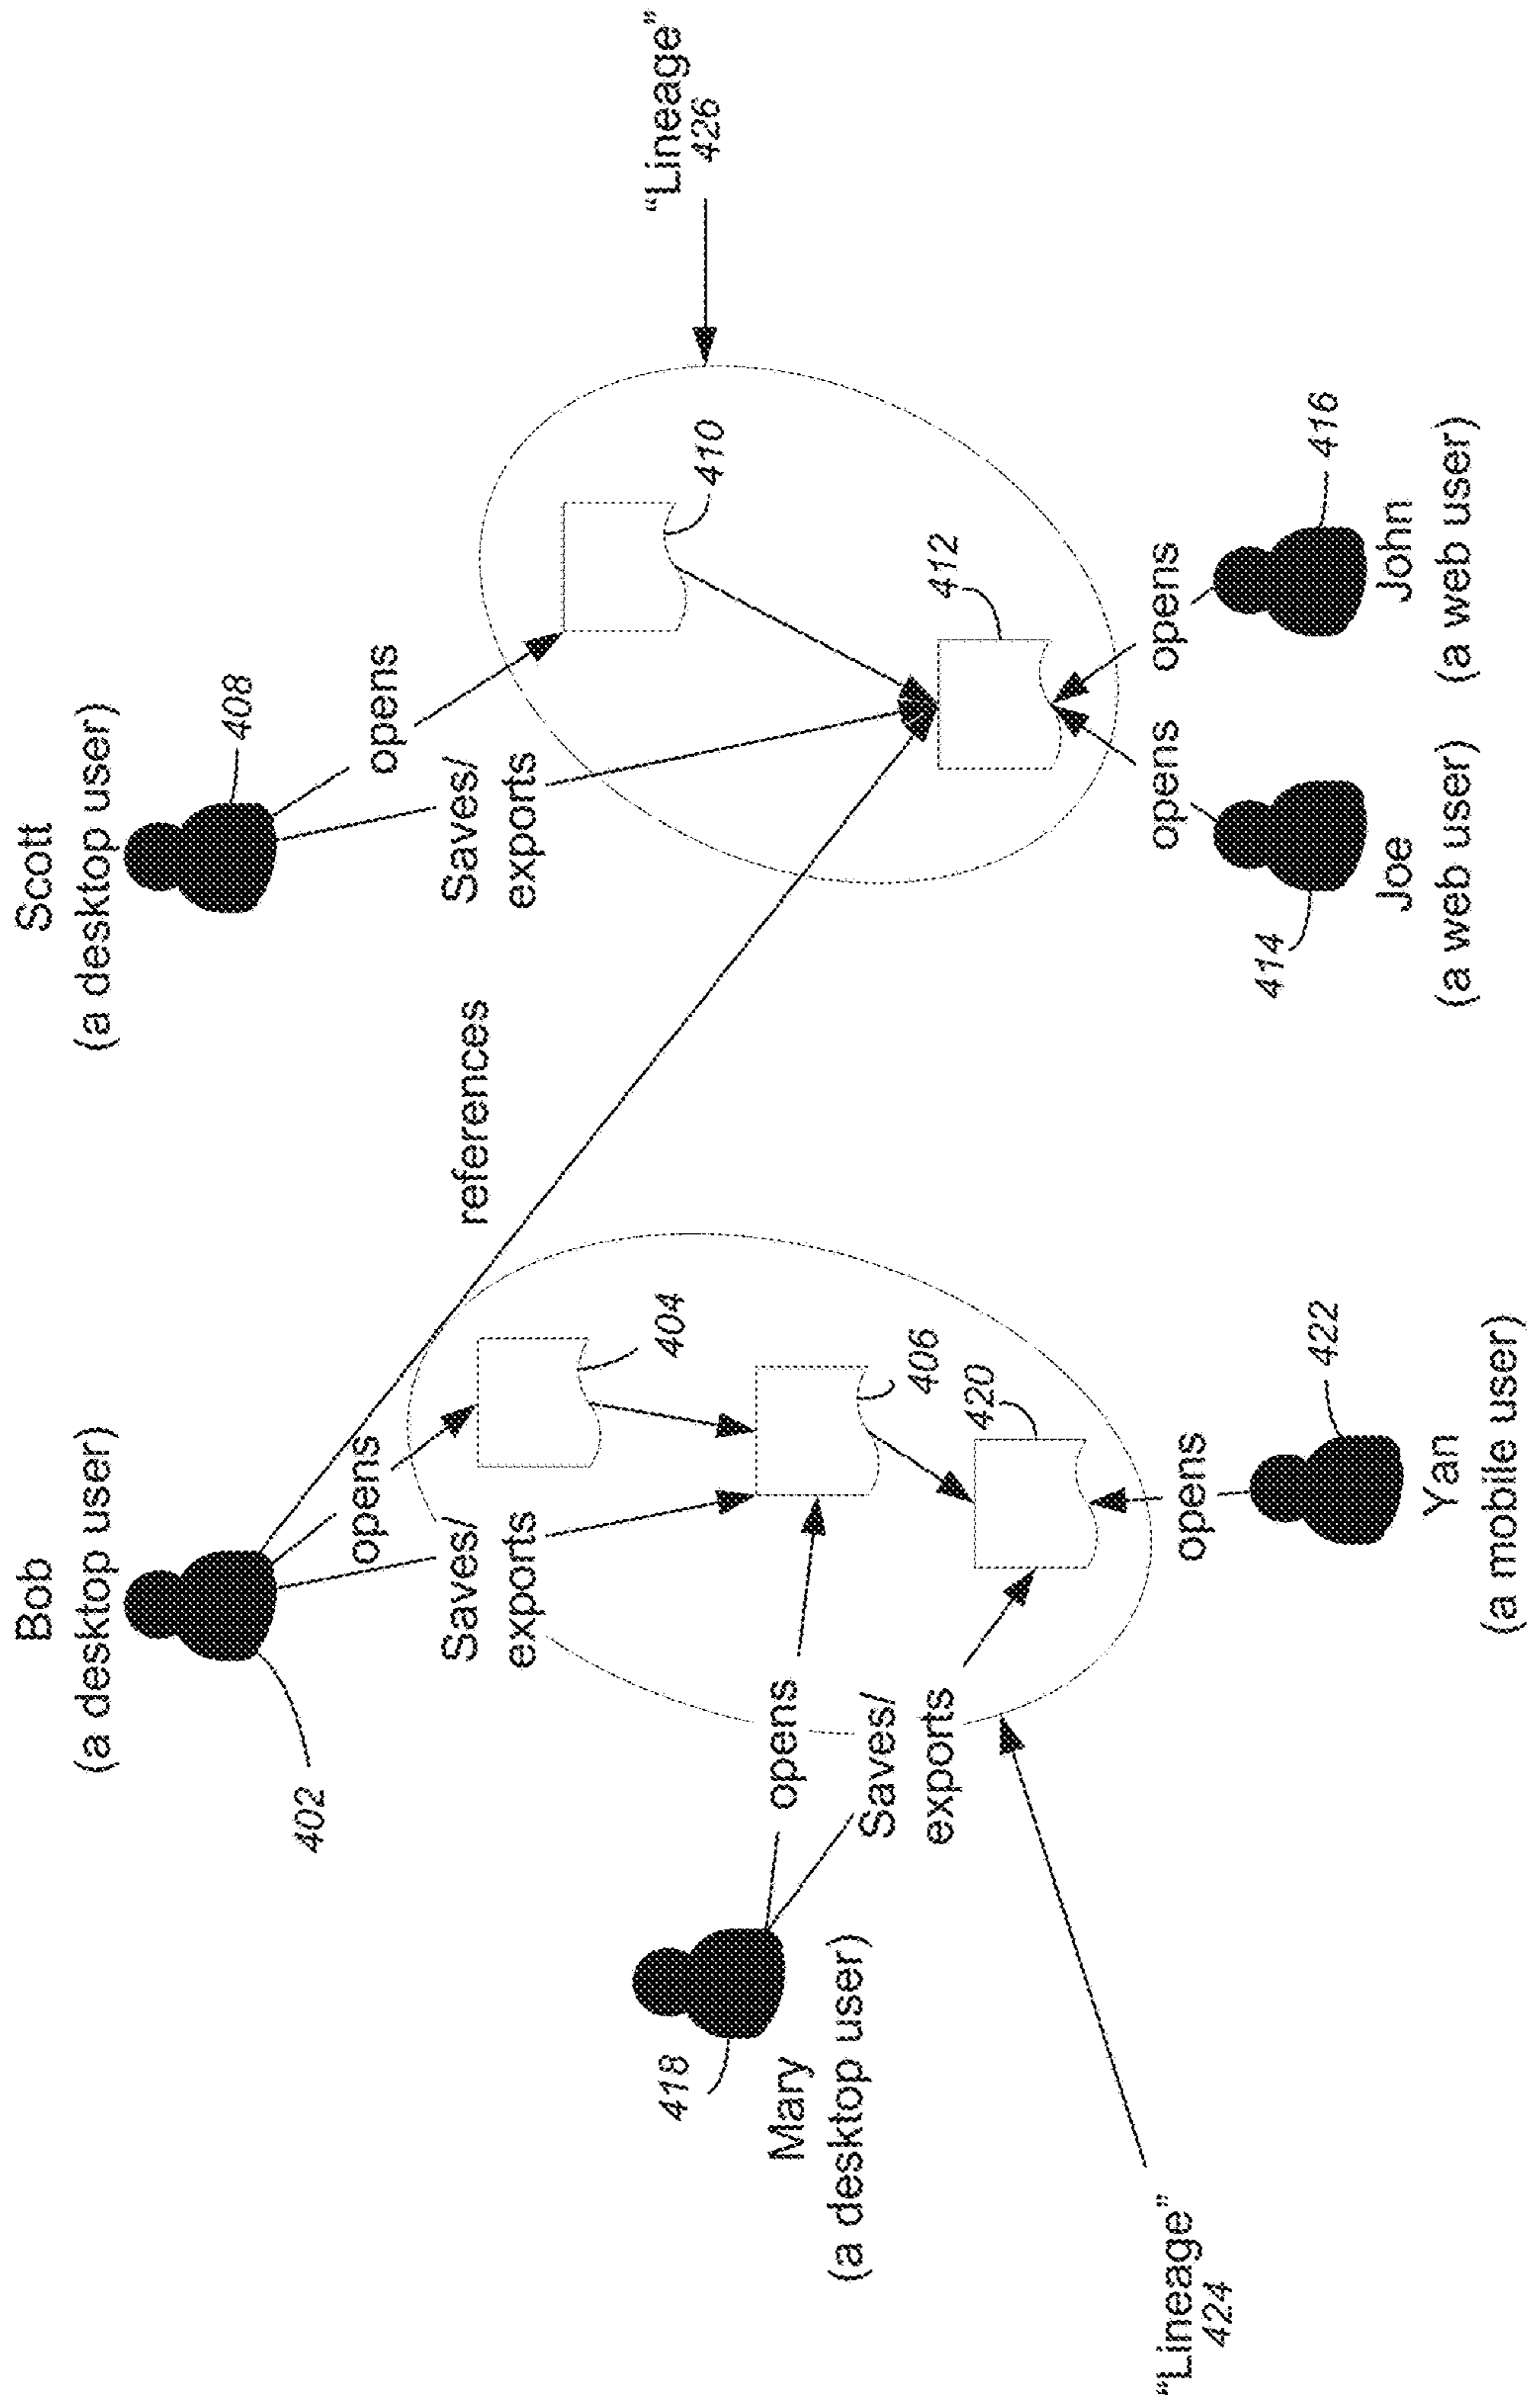 Bob
(a desktop user)
402
Scott
(a desktop user)
408
opens
Saves/
exports
references
opens
Saves/
exports
404
406
420
410
412
"Lineage"
426
418
Mary
(a desktop user)
opens
Saves/
exports
opens
422
Yan
(a mobile user)
opens
opens
414
Joe
(a web user)
416
John
(a web user)
"Lineage"
424